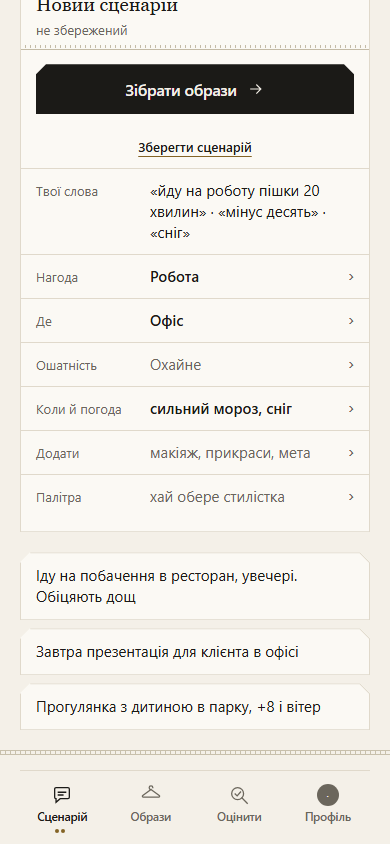 Новий сценарій
не збережений
Зібрати образи →
Зберегти сценарій
Твої слова
«йду на роботу пішки 20
хвилин» · «мінус десять» ·
«сніг»
Нагода Робота
Де Офіс
Ошатність Охайне
Коли й погода сильний мороз, сніг
Додати макіяж, прикраси, мета
Палітра хай обере стилістка
Іду на побачення в ресторан, увечері.
Обіцяють дощ
Завтра презентація для клієнта в офісі
Прогулянка з дитиною в парку, +8 і вітер
Сценарій Образи Оцінити Профіль